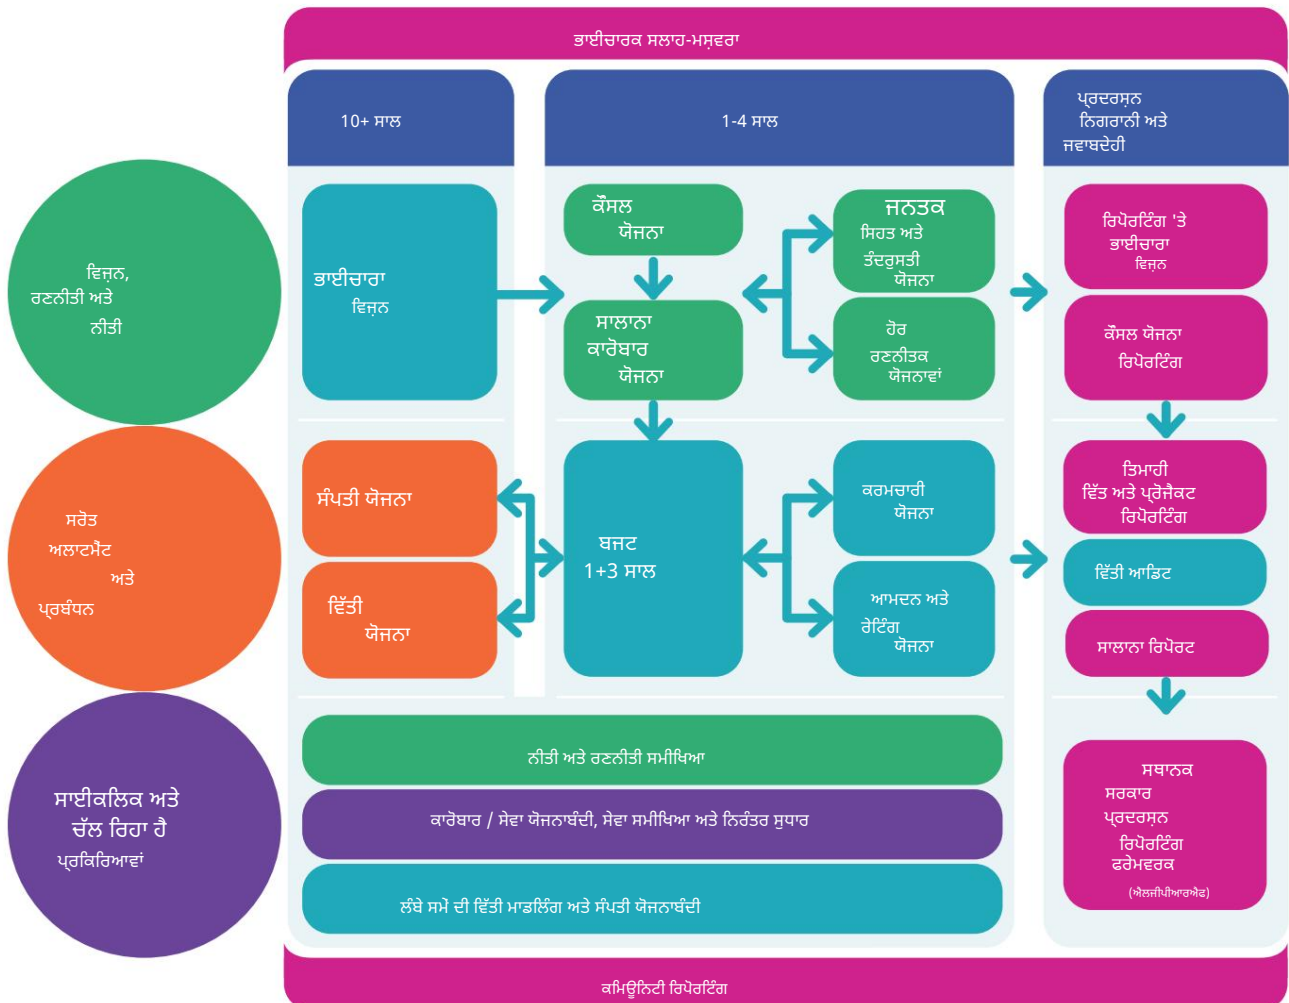 ਭਾਈਚਾਰਕ ਸਲਾਹ-ਮਸ਼ਵਰਾ
10+ ਸਾਲ
1-4 ਸਾਲ
ਪ੍ਰਦਰਸ਼ਨ
ਨਿਗਰਾਨੀ ਅਤੇ
ਜਵਾਬਦੇਹੀ
ਵਿਜ਼ਨ,
ਰਣਨੀਤੀ ਅਤੇ
ਨੀਤੀ
ਭਾਈਚਾਰਾ
ਵਿਜ਼ਨ
ਕੌਂਸਲ
ਯੋਜਨਾ
ਸਾਲਾਨਾ
ਕਾਰੋਬਾਰ
ਯੋਜਨਾ
ਜਨਤਕ
ਸਿਹਤ ਅਤੇ
ਤੰਦਰੁਸਤੀ
ਯੋਜਨਾ
ਹੋਰ
ਰਣਨੀਤਕ
ਯੋਜਨਾਵਾਂ
ਰਿਪੋਰਟਿੰਗ 'ਤੇ
ਭਾਈਚਾਰਾ
ਵਿਜ਼ਨ
ਕੌਂਸਲ ਯੋਜਨਾ
ਰਿਪੋਰਟਿੰਗ
ਸਰੋਤ
ਅਲਾਟਮੈਂਟ
ਅਤੇ
ਪ੍ਰਬੰਧਨ
ਸੰਪਤੀ ਯੋਜਨਾ
ਵਿੱਤੀ
ਯੋਜਨਾ
ਬਜਟ
1+3 ਸਾਲ
ਕਰਮਚਾਰੀ
ਯੋਜਨਾ
ਆਮਦਨ ਅਤੇ
ਰੇਟਿੰਗ
ਯੋਜਨਾ
ਤਿਮਾਹੀ
ਵਿੱਤ ਅਤੇ ਪ੍ਰੋਜੈਕਟ
ਰਿਪੋਰਟਿੰਗ
ਵਿੱਤੀ ਆਡਿਟ
ਸਾਲਾਨਾ ਰਿਪੋਰਟ
ਸਾਈਕਲਿਕ ਅਤੇ
ਚੱਲ ਰਿਹਾ ਹੈ
ਪ੍ਰਕਿਰਿਆਵਾਂ
ਨੀਤੀ ਅਤੇ ਰਣਨੀਤੀ ਸਮੀਖਿਆ
ਕਾਰੋਬਾਰ / ਸੇਵਾ ਯੋਜਨਾਬੰਦੀ, ਸੇਵਾ ਸਮੀਖਿਆ ਅਤੇ ਨਿਰੰਤਰ ਸੁਧਾਰ
ਲੰਬੇ ਸਮੇਂ ਦੀ ਵਿੱਤੀ ਮਾਡਲਿੰਗ ਅਤੇ ਸੰਪਤੀ ਯੋਜਨਾਬੰਦੀ
ਸਥਾਨਕ
ਸਰਕਾਰ
ਪ੍ਰਦਰਸ਼ਨ
ਰਿਪੋਰਟਿੰਗ
ਫਰੇਮਵਰਕ
(ਐਲਜੀਪੀਆਰਐਫ)
ਕਮਿਊਨਿਟੀ ਰਿਪੋਰਟਿੰਗ